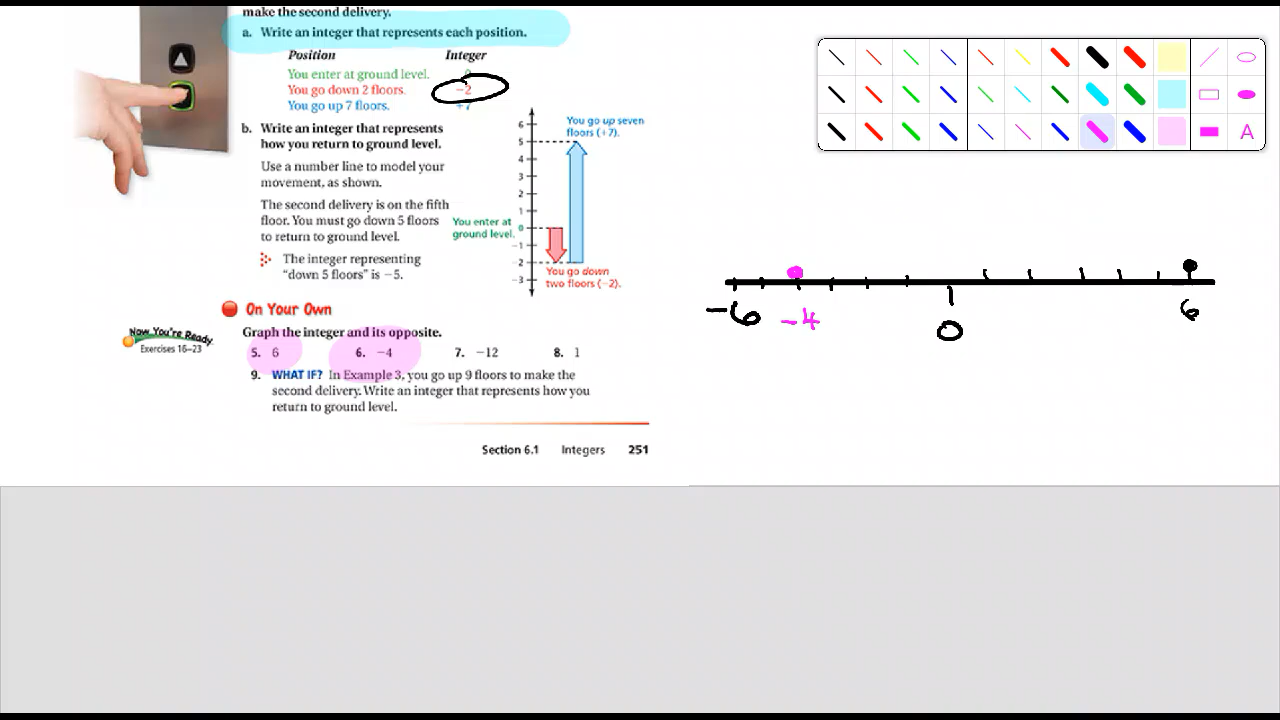 make the second delivery.
a. Write an integer that represents each position.
Position Integer
You enter at ground level. 0
You go down 2 floors. −2
You go up 7 floors. +7
b. Write an integer that represents
how you return to ground level.
Use a number line to model your
movement, as shown.
The second delivery is on the fifth
floor. You must go down 5 floors
to return to ground level.
The integer representing
“down 5 floors” is −5.
6
5
4
3
2
1
0
−1
−2
−3
You go up seven
floors (+7).
You enter at
ground level.
You go down
two floors (−2).
On Your Own
Now You're Ready
Exercises 16–23
Graph the integer and its opposite.
5. 6 6. −4 7. −12 8. 1
9. WHAT IF? In Example 3, you go up 9 floors to make the
second delivery. Write an integer that represents how you
return to ground level.
Section 6.1 Integers 251
A
−6 −4 0 6